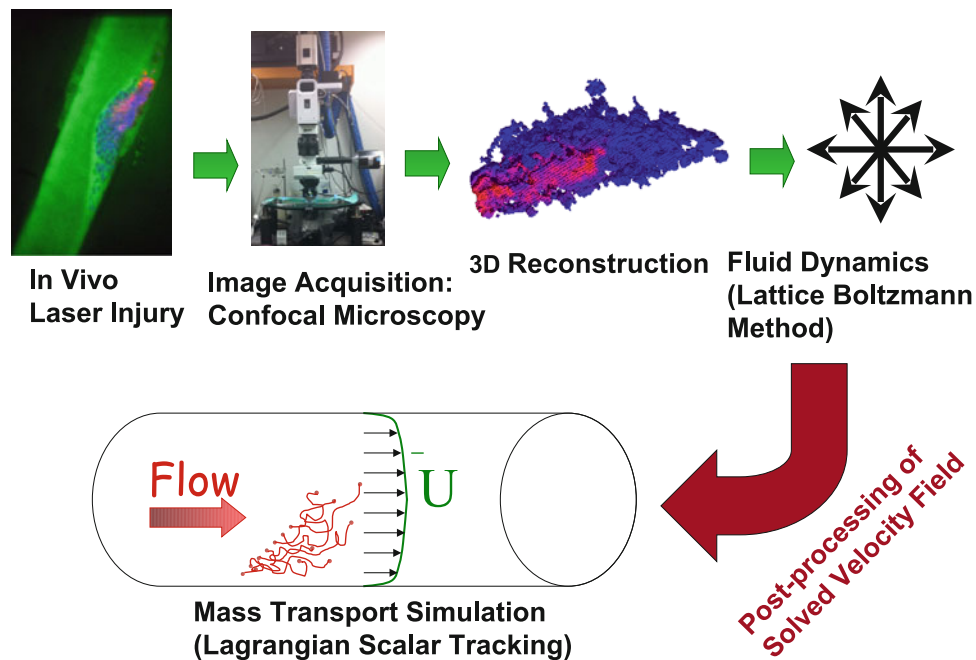 In Vivo
Laser Injury
Image Acquisition:
Confocal Microscopy
3D Reconstruction
Fluid Dynamics
(Lattice Boltzmann
Method)
Post-processing of
Solved Velocity Field
Flow
Ū
Mass Transport Simulation
(Lagrangian Scalar Tracking)